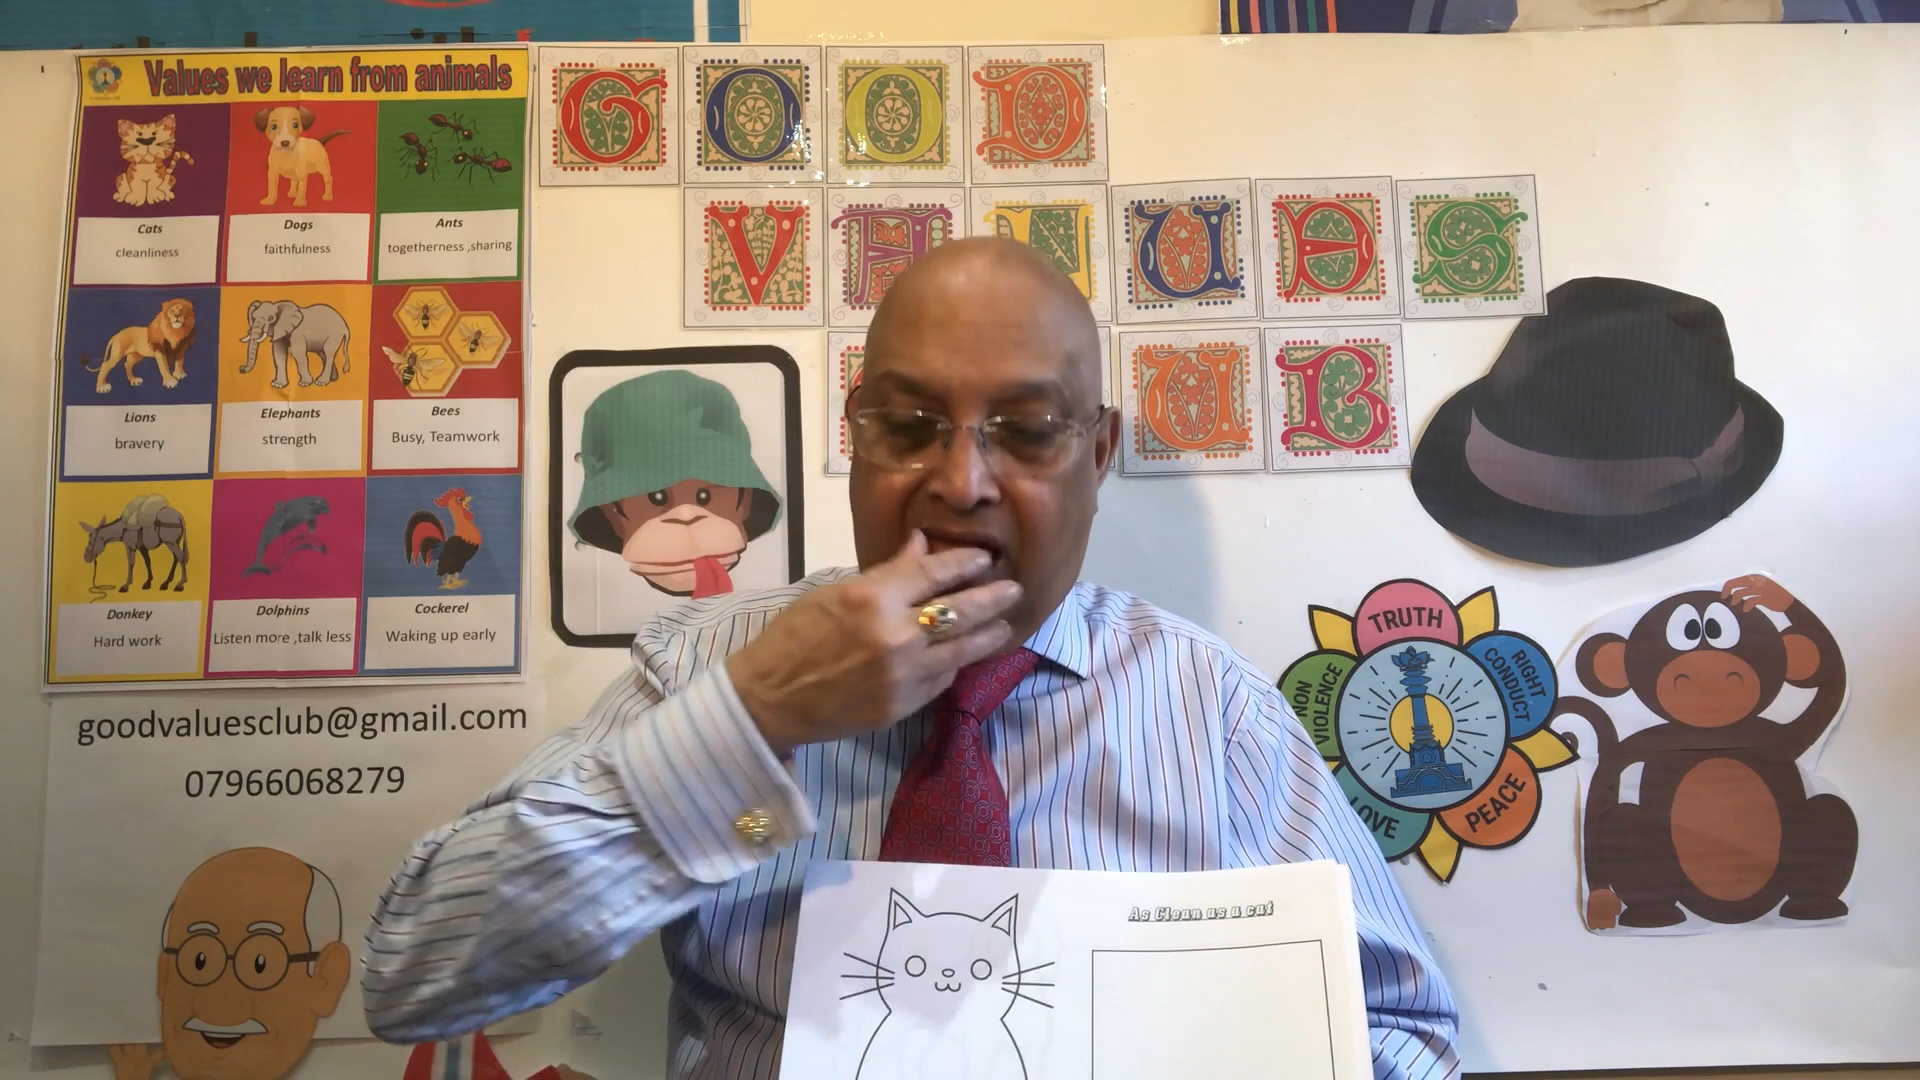 Values we learn from animals
Cats
cleanliness
Dogs
faithfulness
Ants
togetherness ,sharing
Lions
bravery
Elephants
strength
Bees
Busy, Teamwork
Donkey
Hard work
Dolphins
Listen more ,talk less
Cockerel
Waking up early
GOOD
VALUES
UB
goodvaluesclub@gmail.com
07966068279
TRUTH
RIGHT
CONDUCT
PEACE
LOVE
NON
VIOLENCE
As Clean as a cat